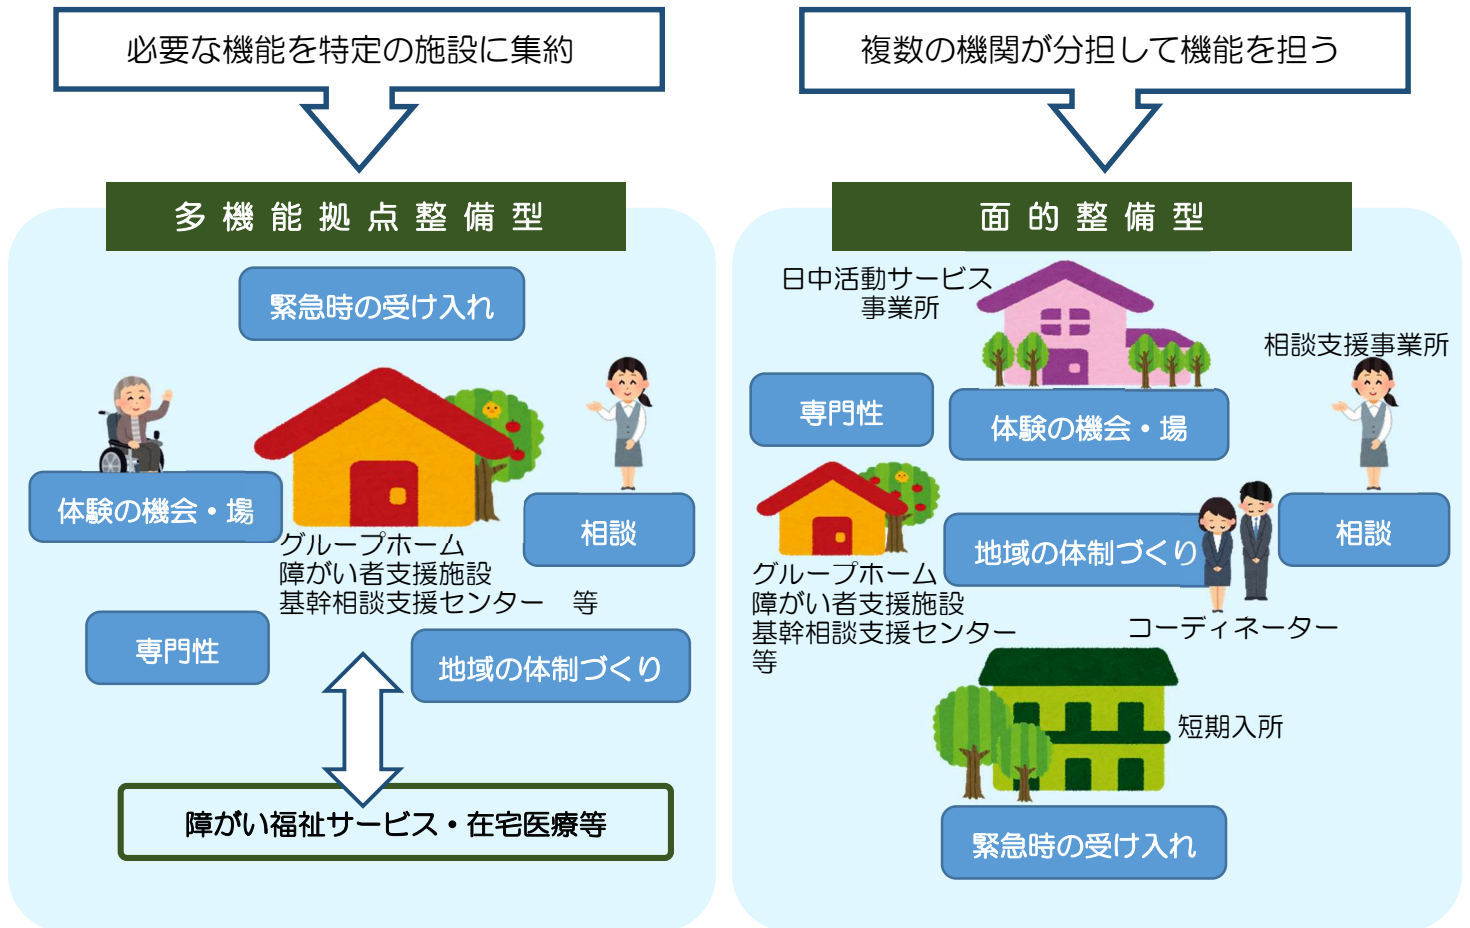 必要な機能を特定の施設に集約
多機能拠点整備型
緊急時の受け入れ
体験の機会・場
相談
グループホーム
障がい者支援施設
基幹相談支援センター　等
専門性
地域の体制づくり
障がい福祉サービス・在宅医療等
複数の機関が分担して機能を担う
面的整備型
日中活動サービス
事業所
相談支援事業所
専門性
体験の機会・場
地域の体制づくり
相談
グループホーム
障がい者支援施設
基幹相談支援センター
等
コーディネーター
短期入所
緊急時の受け入れ